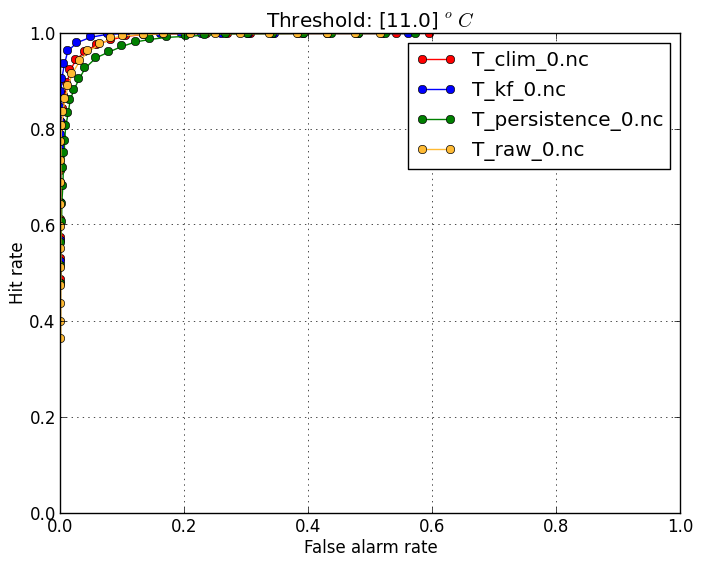 Threshold: [11.0] ° C
1.0
0.8
0.6
0.4
0.2
0.0
Hit rate
T_clim_0.nc
T_kf_0.nc
T_persistence_0.nc
T_raw_0.nc
0.0 0.2 0.4 0.6 0.8 1.0
False alarm rate